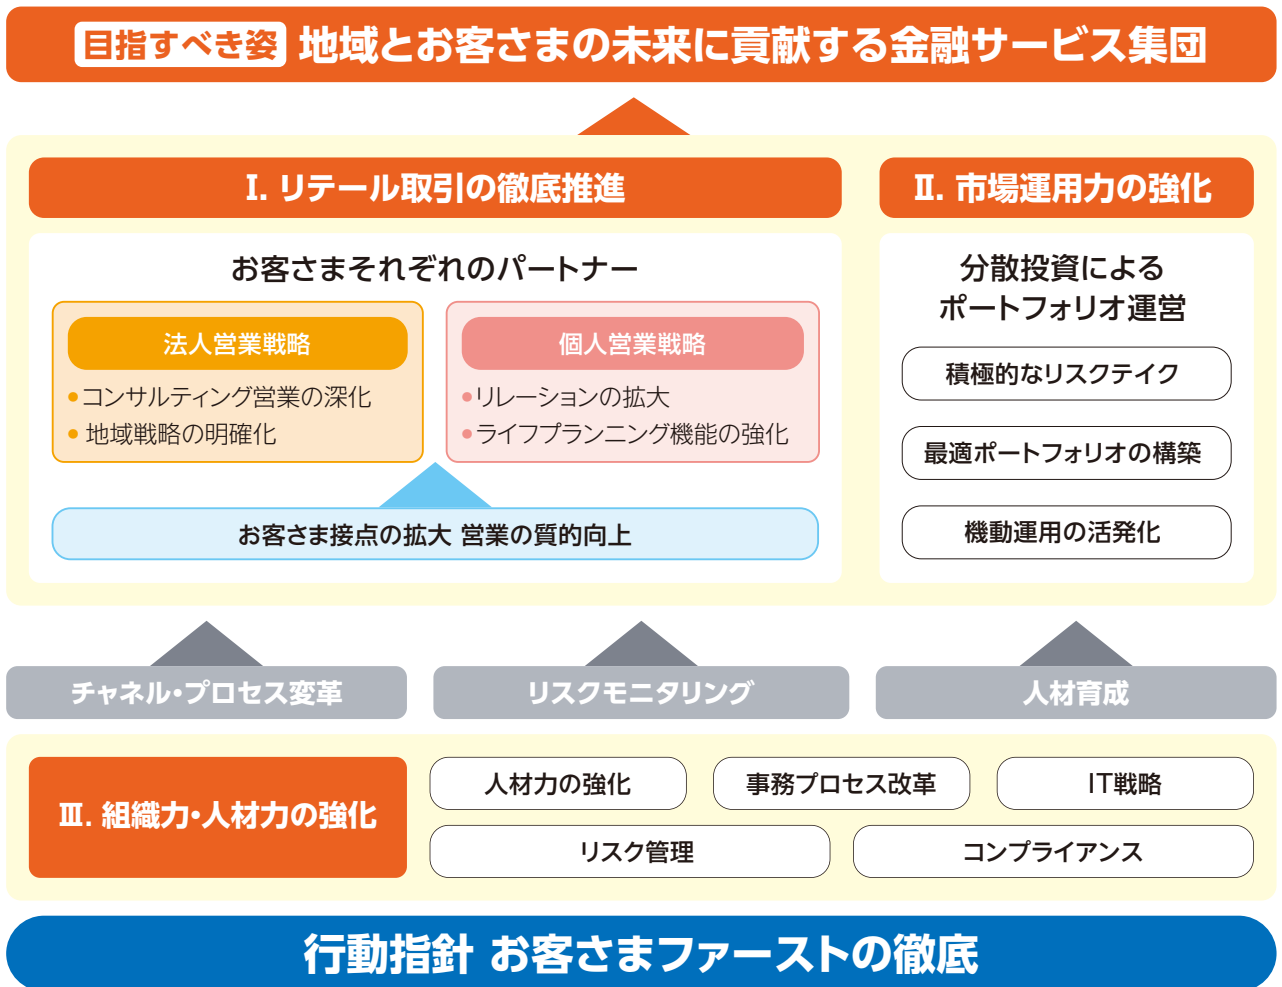 目指すべき姿 地域とお客さまの未来に貢献する金融サービス集団
Ⅰ. リテール取引の徹底推進
お客さまそれぞれのパートナー
法人営業戦略
•コンサルティング営業の深化
• 地域戦略の明確化
個人営業戦略
•リレーションの拡大
•ライフプランニング機能の強化
お客さま接点の拡大 営業の質的向上
Ⅱ. 市場運用力の強化
分散投資による
ポートフォリオ運営
積極的なリスクテイク
最適ポートフォリオの構築
機動運用の活発化
チャネル・プロセス変革
リスクモニタリング
人材育成
Ⅲ. 組織力・人材力の強化
人材力の強化
事務プロセス改革
IT戦略
リスク管理
コンプライアンス
行動指針 お客さまファーストの徹底